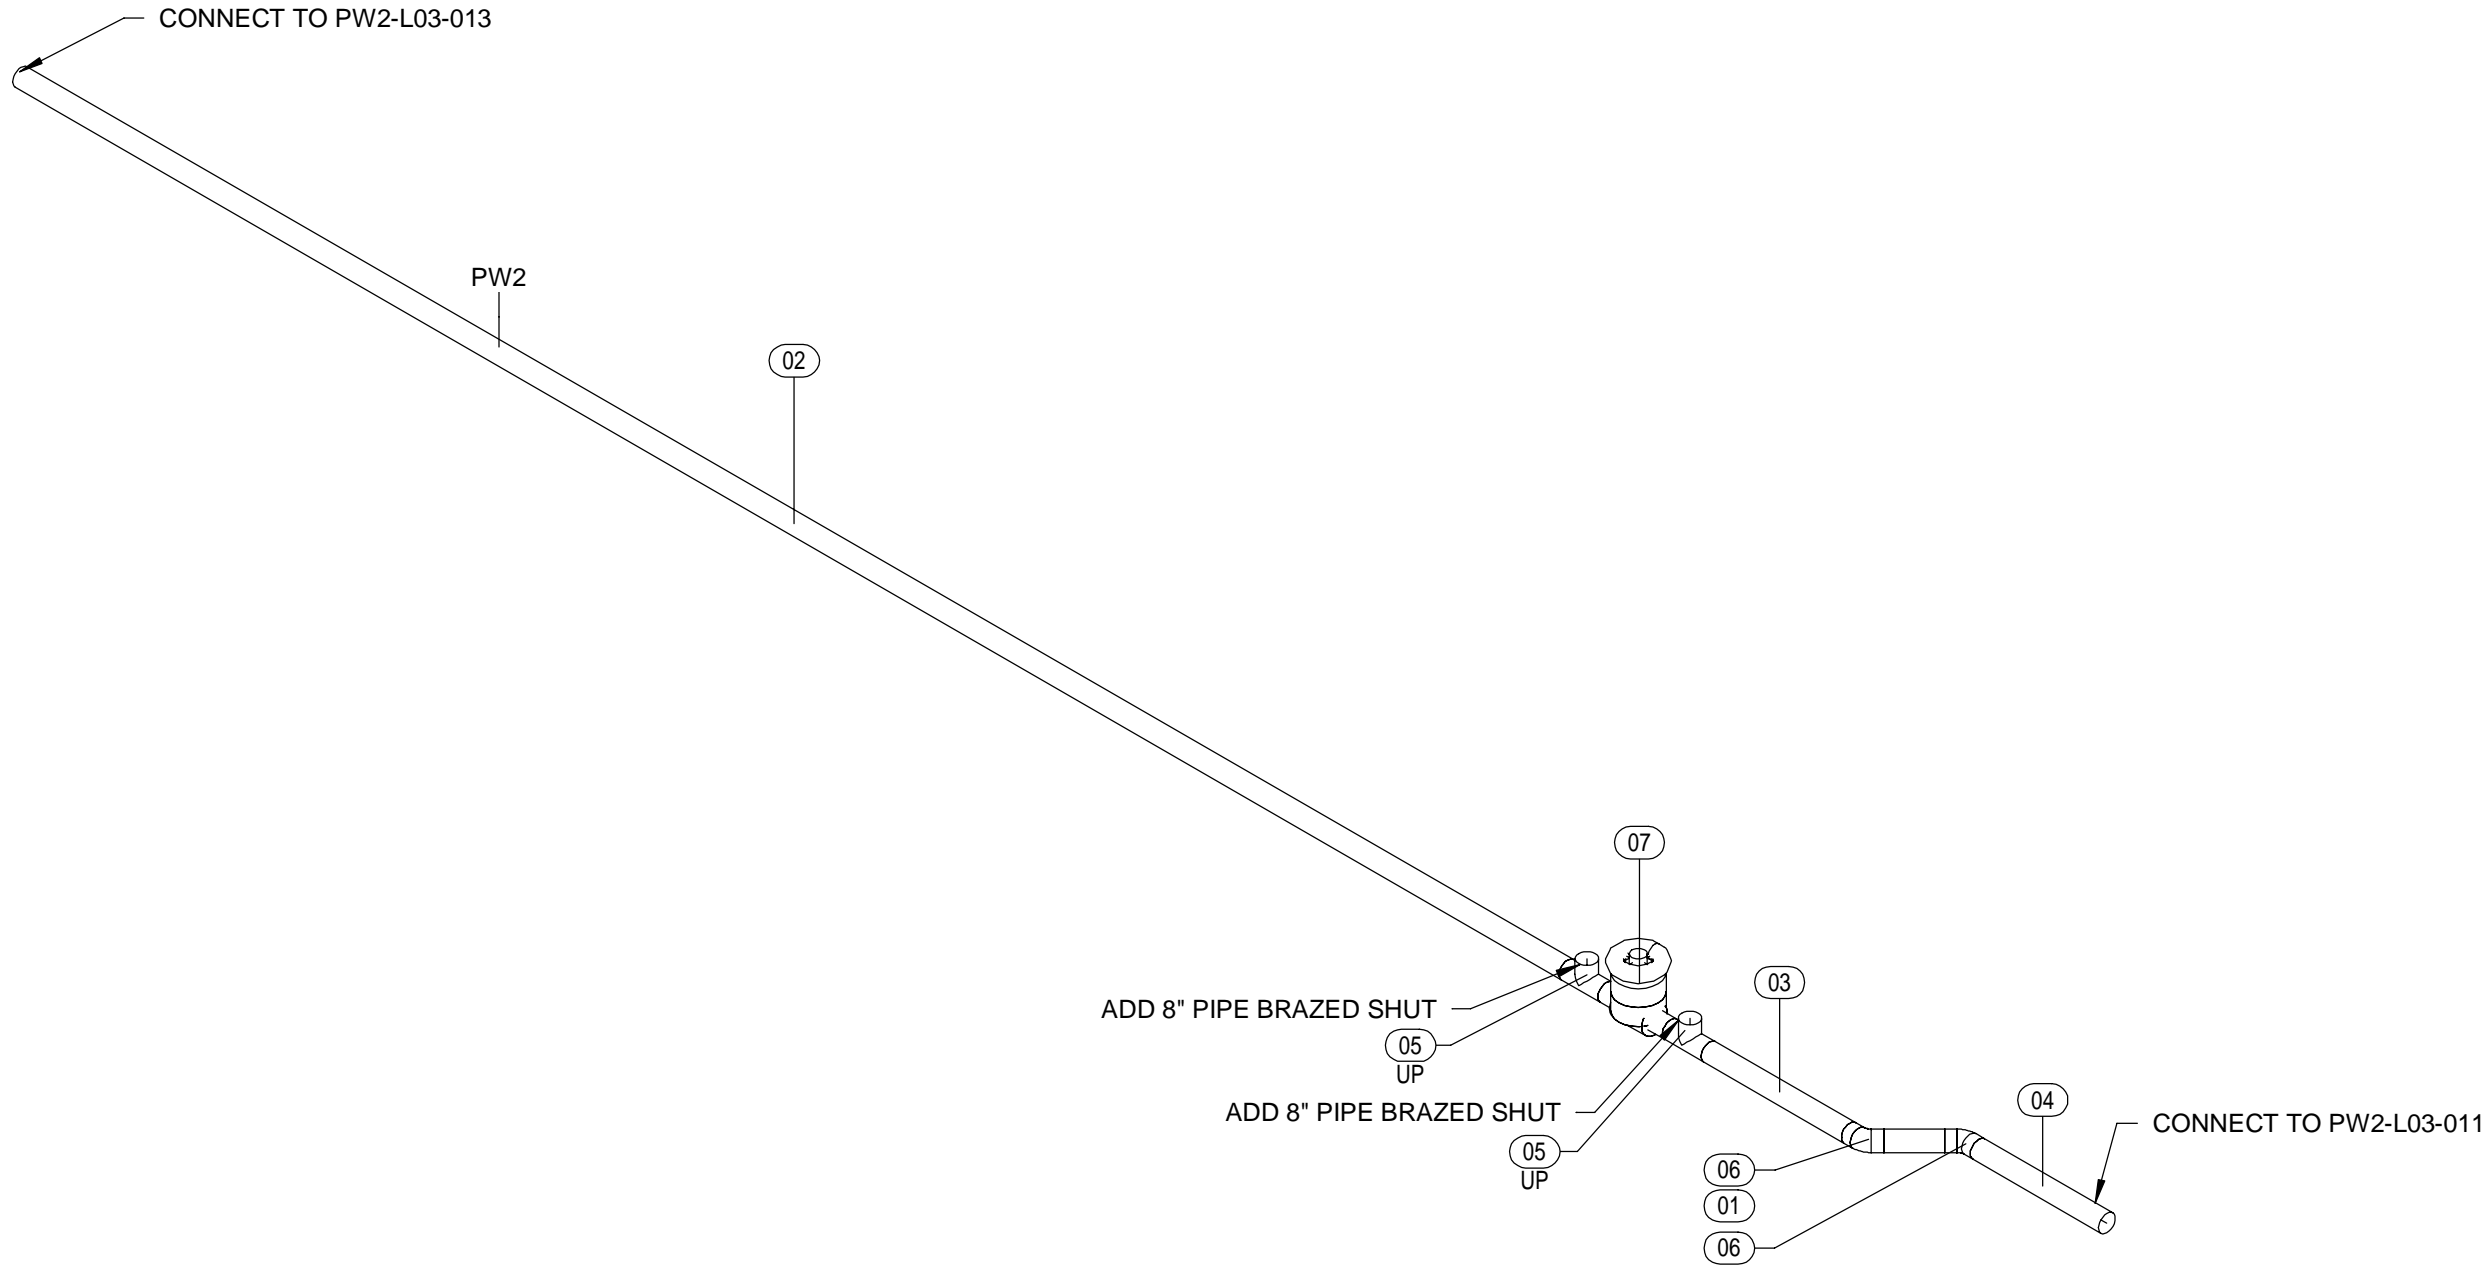 CONNECT TO PW2-L03-013
PW2
02
07
03
ADD 8" PIPE BRAZED SHUT
05
UP
04
ADD 8" PIPE BRAZED SHUT
CONNECT TO PW2-L03-011
05
UP
06
01
06